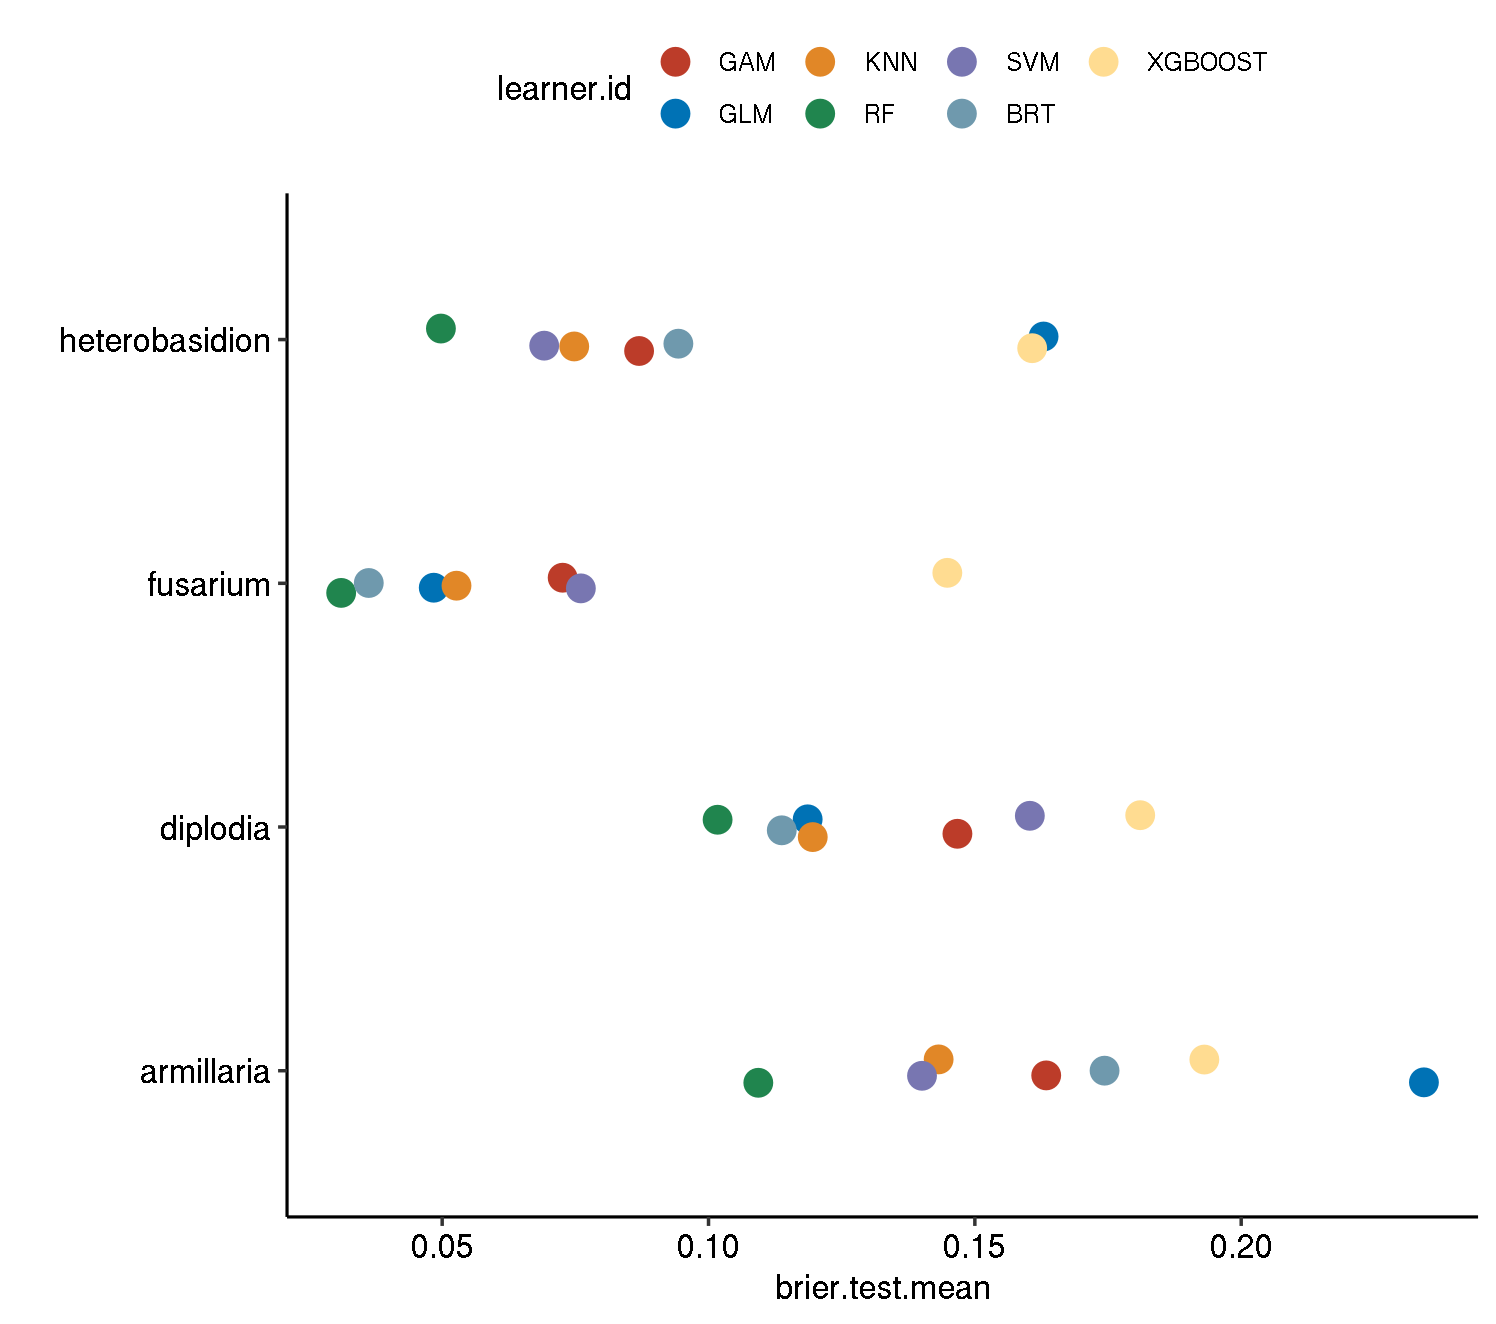 learner.id
GAM KNN SVM XGBOOST
GLM RF BRT
heterobasidion
fusarium
diplodia
armillaria
0.05 0.10 0.15 0.20
brier.test.mean